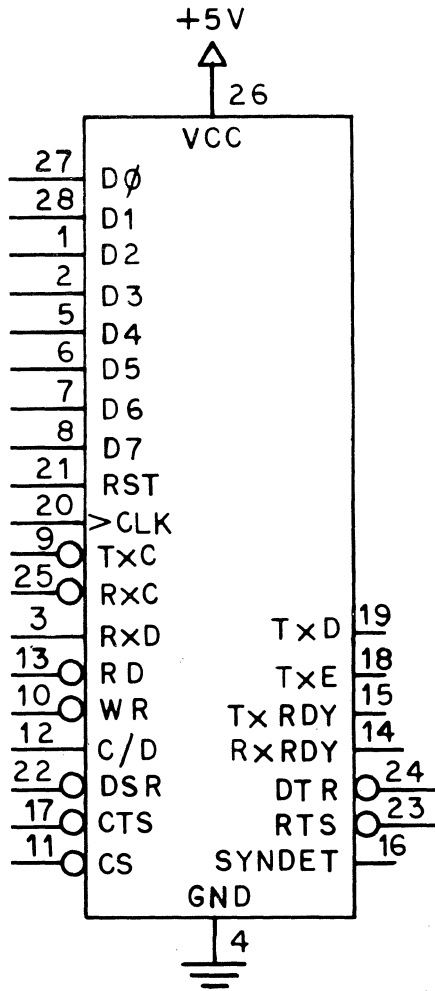 +5V
26
VCC
27 DØ
28 D1
1 D2
2 D3
5 D4
6 D5
7 D6
8 D7
21 RST
20 >CLK
9 TxC
25 RxC
3 RxD TxD 19
13 RD TxE 18
10 WR TxRDY 15
12 C/D RxRDY 14
22 DSR DTR 24
17 CTS RTS 23
11 CS SYNDET 16
GND
4